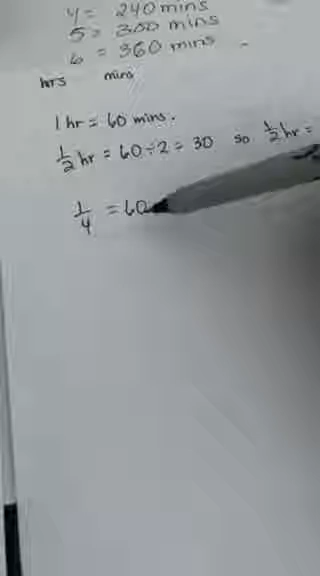 4 = 240 mins
5 = 300 mins
6 = 360 mins
hrs mins
1 hr = 60 mins.
1/2 hr = 60 ÷ 2 = 30 so 1/2 hr =
1/4 = 60